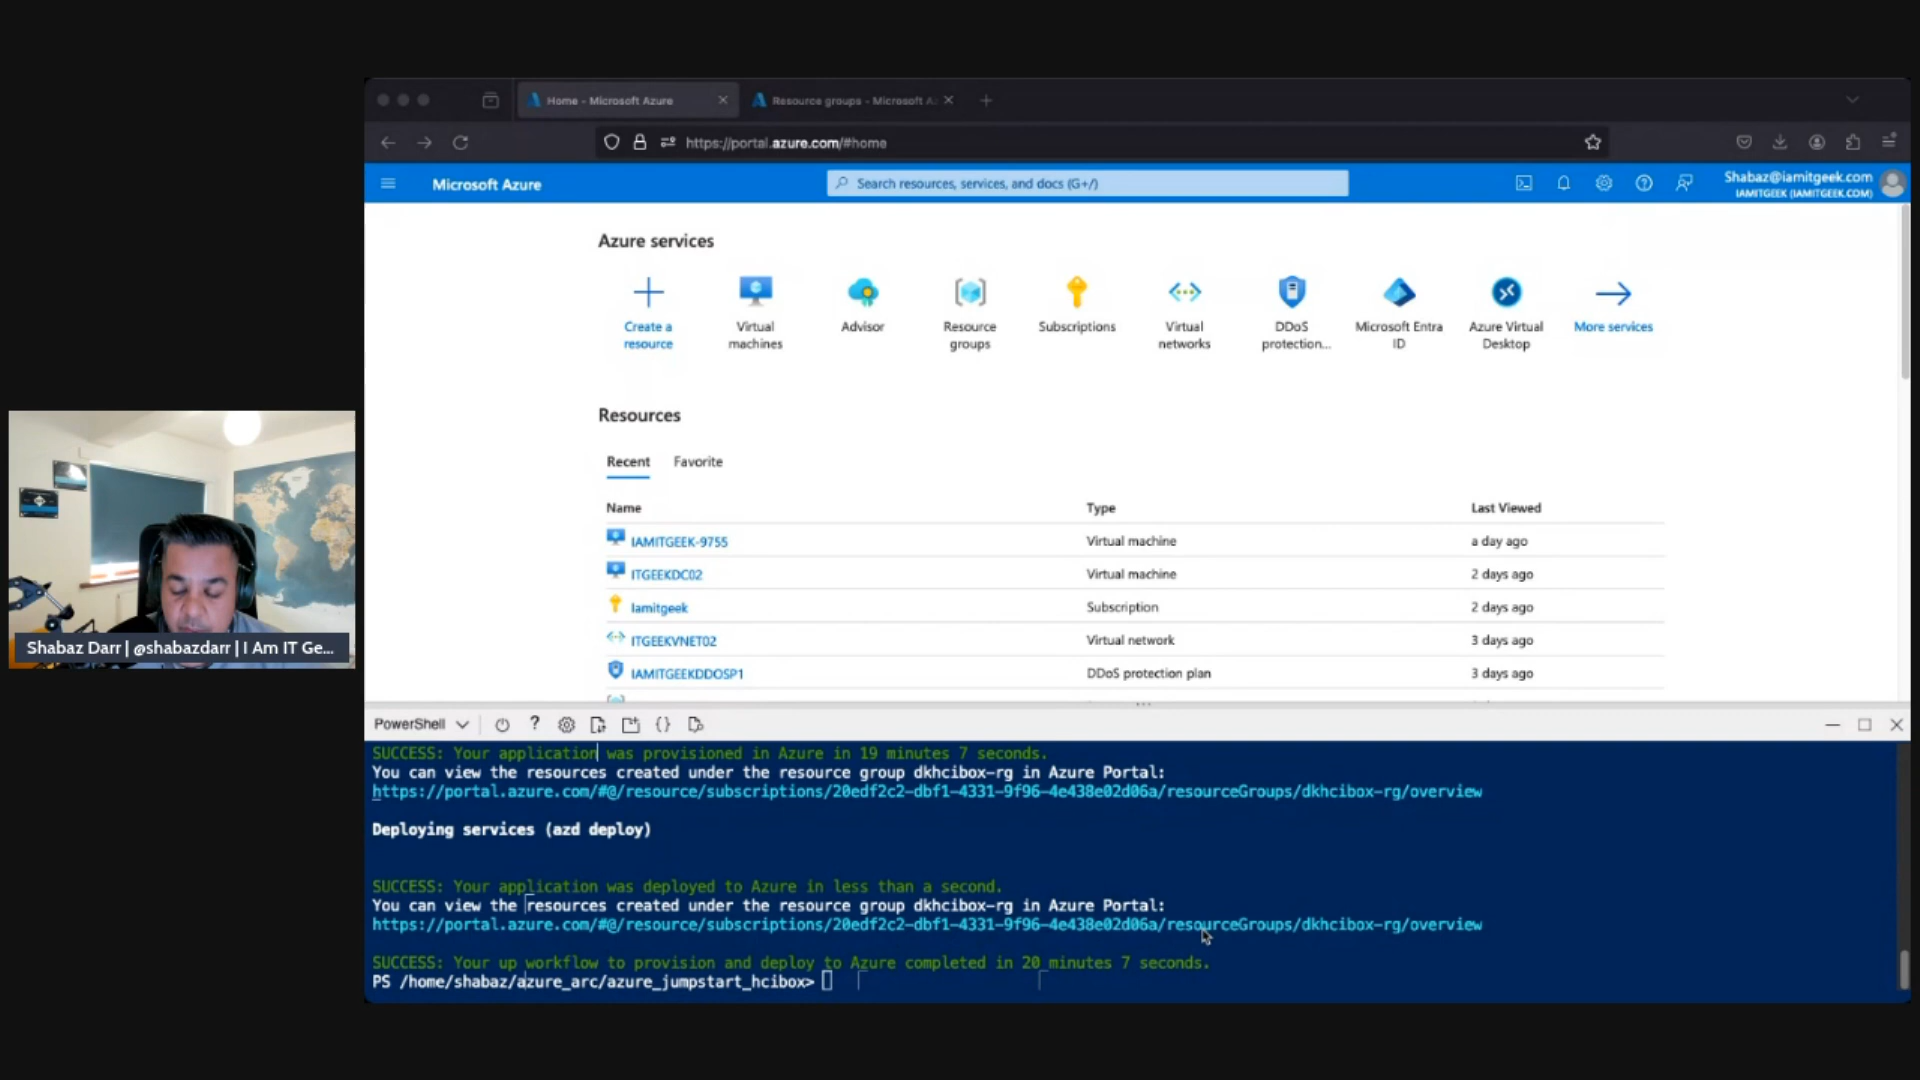 Home - Microsoft Azure
Resource groups - Microsoft A
https://portal.azure.com/#home
Microsoft Azure
Search resources, services, and docs (G+/)
Shabaz@iamitgeek.com
IAMITGEEK (IAMITGEEK.COM)
Azure services
Create a resource
Virtual machines
Advisor
Resource groups
Subscriptions
Virtual networks
DDoS protection...
Microsoft Entra ID
Azure Virtual Desktop
More services
Resources
Recent Favorite
Name Type Last Viewed
IAMITGEEK-9755 Virtual machine a day ago
ITGEEKDC02 Virtual machine 2 days ago
Iamitgeek Subscription 2 days ago
ITGEEKVNET02 Virtual network 3 days ago
IAMITGEEKDDOSP1 DDoS protection plan 3 days ago
Shabaz Darr | @shabazdarr | I Am IT Ge...
PowerShell
SUCCESS: Your application was provisioned in Azure in 19 minutes 7 seconds.
You can view the resources created under the resource group dkhcibox-rg in Azure Portal:
https://portal.azure.com/#@/resource/subscriptions/20edf2c2-dbf1-4331-9f96-4e438e02d06a/resourceGroups/dkhcibox-rg/overview
Deploying services (azd deploy)
SUCCESS: Your application was deployed to Azure in less than a second.
You can view the resources created under the resource group dkhcibox-rg in Azure Portal:
https://portal.azure.com/#@/resource/subscriptions/20edf2c2-dbf1-4331-9f96-4e438e02d06a/resourceGroups/dkhcibox-rg/overview
SUCCESS: Your up workflow to provision and deploy to Azure completed in 20 minutes 7 seconds.
PS /home/shabaz/azure_arc/azure_jumpstart_hcibox>